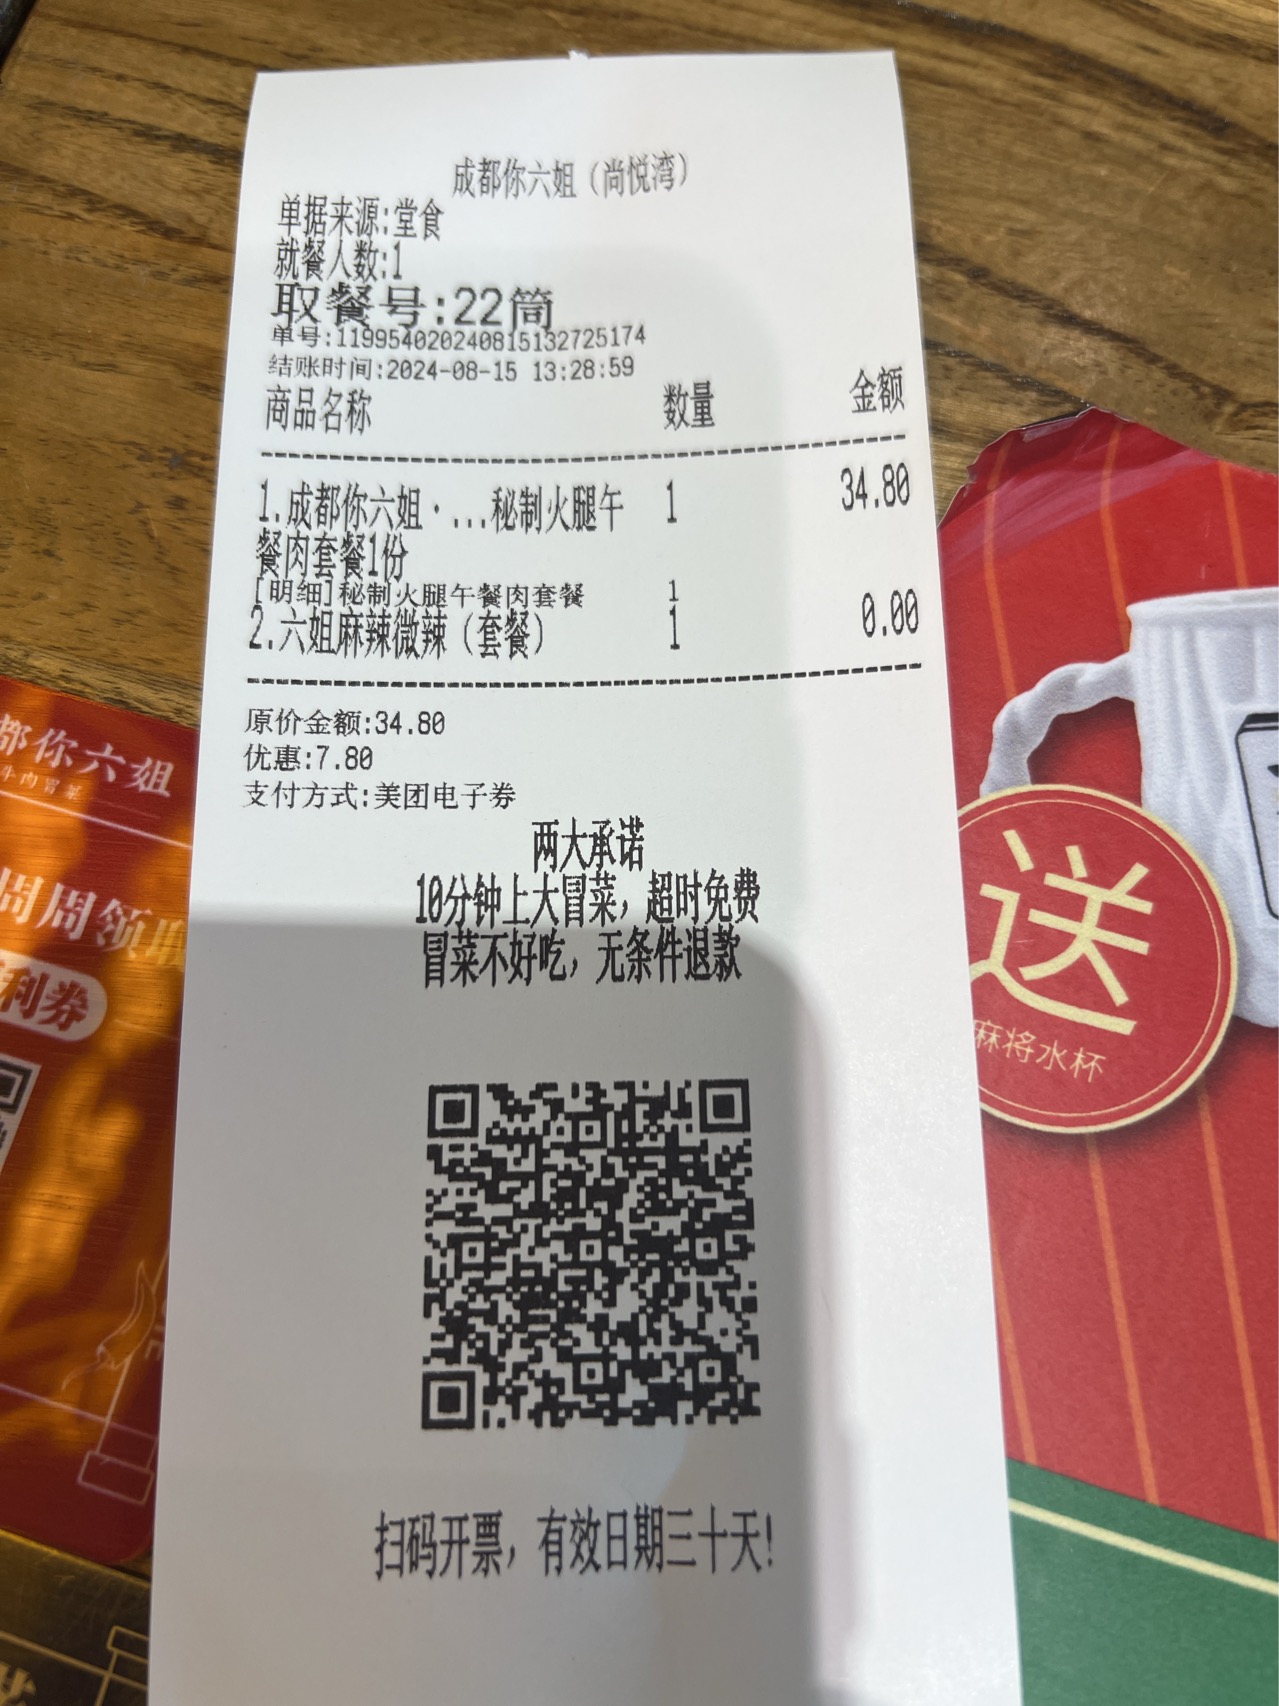 成都你六姐（尚悦湾）
单据来源:堂食
就餐人数:1
取餐号:22筒
单号:11995402024081513272​5174
结账时间:2024-08-15 13:28:59
商品名称 数量 金额
1.成都你六姐·...秘制火腿午 1 34.80
餐肉套餐1份
[明细]秘制火腿午餐肉套餐 1
2.六姐麻辣微辣（套餐） 1 0.00
原价金额:34.80
优惠:7.80
支付方式:美团电子券
两大承诺
10分钟上大冒菜，超时免费
冒菜不好吃，无条件退款
扫码开票，有效日期三十天!
都你六姐
牛肉冒菜
周周领取
利券
送
麻将水杯